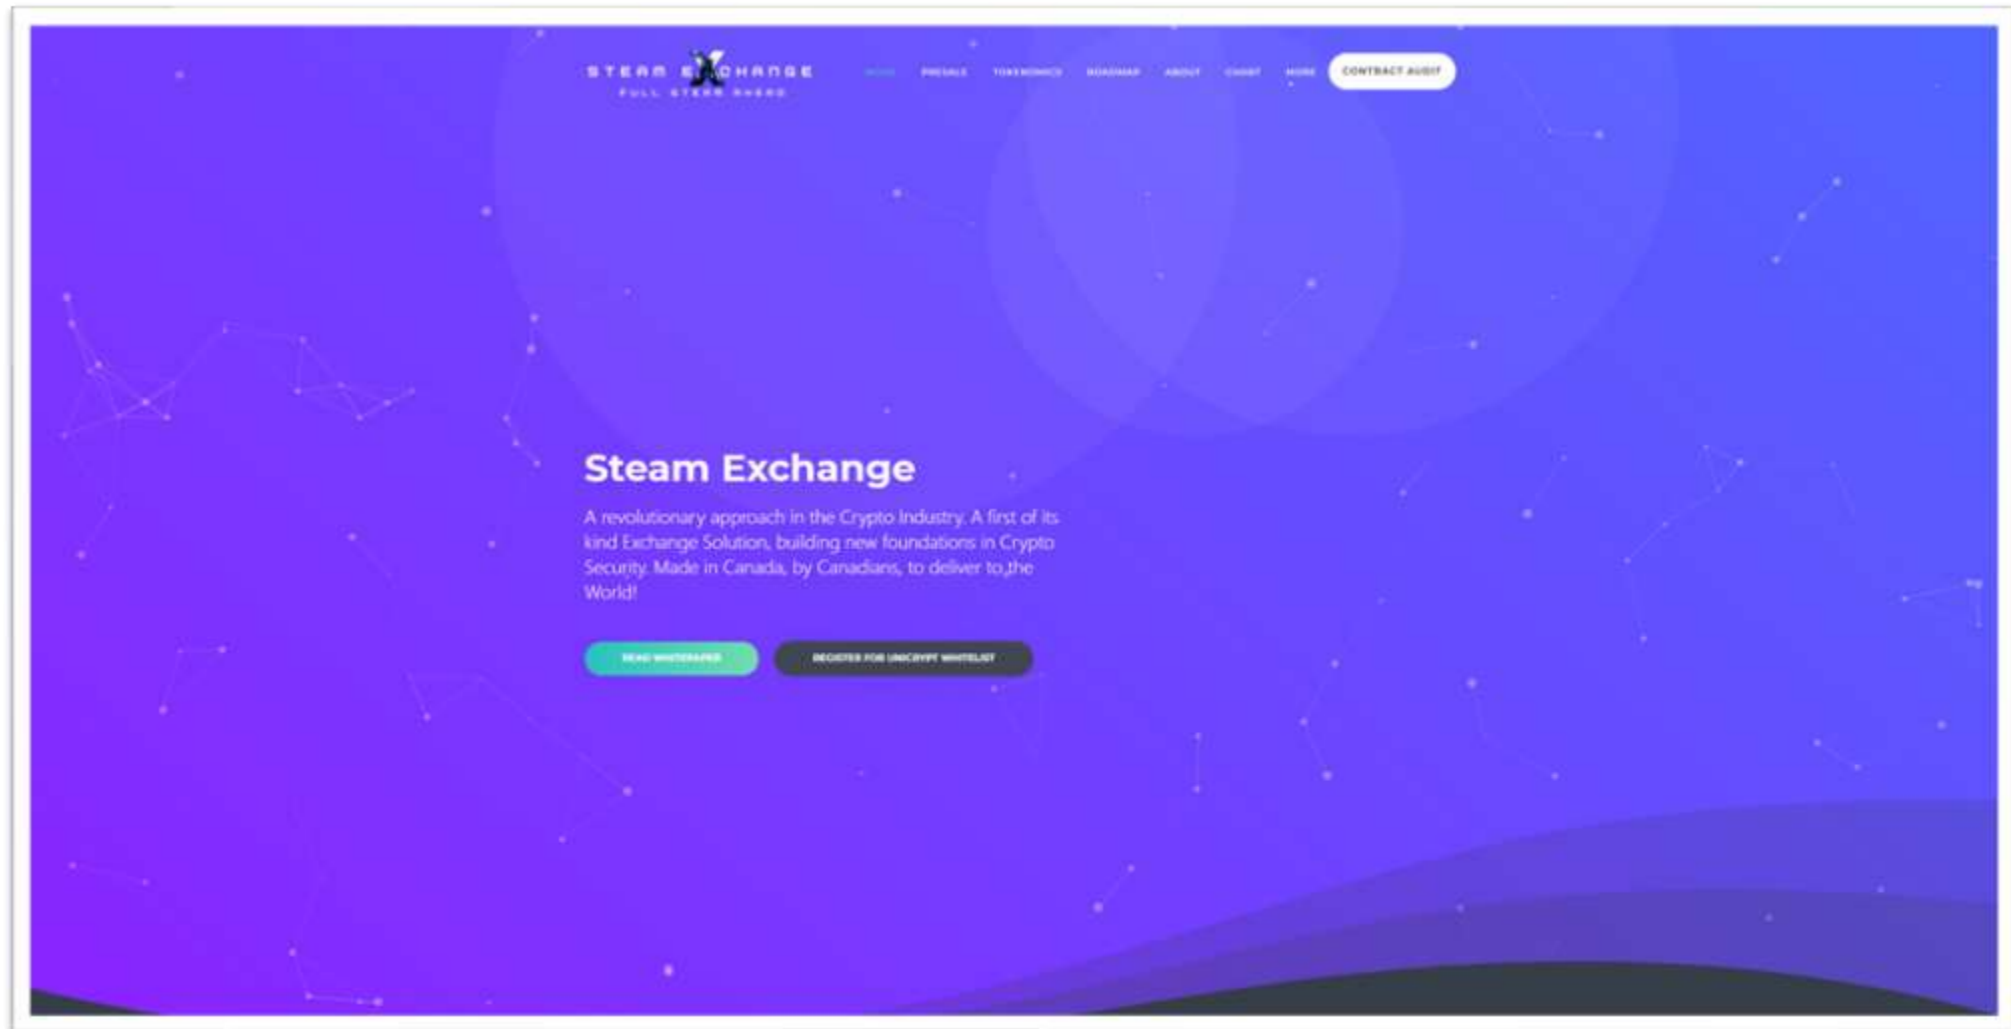 STEAM EXCHANGE
FULL STEAM AHEAD
HOME PRESALE TOKENOMICS ROADMAP ABOUT CHART MORE CONTRACT AUDIT
Steam Exchange
A revolutionary approach in the Crypto Industry. A first of its
kind Exchange Solution, building new foundations in Crypto
Security. Made in Canada, by Canadians, to deliver to the
World!
READ WHITEPAPER REGISTER FOR UNICRYPT WHITELIST